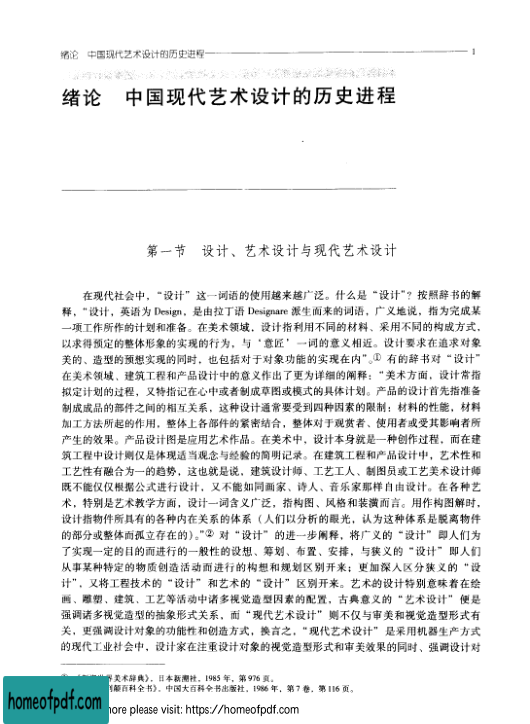 绪论 中国现代艺术设计的历史进程 1
绪论 中国现代艺术设计的历史进程
第一节 设计、艺术设计与现代艺术设计
在现代社会中，“设计”这一词语的使用越来越广泛。什么是“设计”？按照辞书的解
释，“设计，英语为 Design，是由拉丁语 Designare 派生而来的词语，广义地说，指为完成某
一项工作所作的计划和准备。在美术领域，设计指利用不同的材料、采用不同的构成方式，
以求得预定的整体形象的实现的行为，与‘意匠’一词的意义相近。设计要求在追求对象
美的、造型的预想实现的同时，也包括对于对象功能的实现在内”。① 有的辞书对“设计”
在美术领域、建筑工程和产品设计中的意义作出了更为详细的阐释：“美术方面，设计常指
拟定计划的过程，又特指记在心中或者制成草图或模式的具体计划。产品的设计首先指准备
制成成品的部件之间的相互关系，这种设计通常要受到四种因素的限制：材料的性能，材料
加工方法所起的作用，整体上各部件的紧密结合，整体对于观赏者、使用者或受其影响者所
产生的效果。产品设计图是应用艺术作品。在美术中，设计本身就是一种创作过程，而在建
筑工程中设计则仅是体现适当观念与经验的简明记录。在建筑工程和产品设计中，艺术性和
工艺性有融合为一的趋势，这也就是说，建筑设计师、工艺工人、制图员或工艺美术设计师
既不能仅仅根据公式进行设计，又不能如同画家、诗人、音乐家那样自由设计。在各种艺
术，特别是艺术教学方面，设计一词含义广泛，指构图、风格和装潢而言。用作构图解时，
设计指物件所具有的各种内在关系的体系（人们以分析的眼光，认为这种体系是脱离物件
的部分或整体而孤立存在的）。”② 对“设计”的进一步阐释，将广义的“设计”即人们为
了实现一定的目的而进行的一般性的设想、筹划、布置、安排，与狭义的“设计”即人们
从事某种特定的物质创造活动而进行的构想和规划区别开来；更加深入区分狭义的“设
计”，又将工程技术的“设计”和艺术的“设计”区别开来。艺术的设计特别意味着在绘
画、雕塑、建筑、工艺等活动中诸多视觉造型因素的配置，古典意义的“艺术设计”便是
强调诸多视觉造型的抽象形式关系，而“现代艺术设计”则不仅与审美和视觉造型形式有
关，更强调设计对象的功能性和创造方式，换言之，“现代艺术设计”是采用机器生产方式
的现代工业社会中，设计家在注重设计对象的视觉造型形式和审美效果的同时、强调设计对
界美术辞典》，日本新潮社，1985 年，第 976 页。
列颠百科全书》，中国大百科全书出版社，1986 年，第 7 卷，第 116 页。
homeofpdf.com
more please visit: https://homeofpdf.com